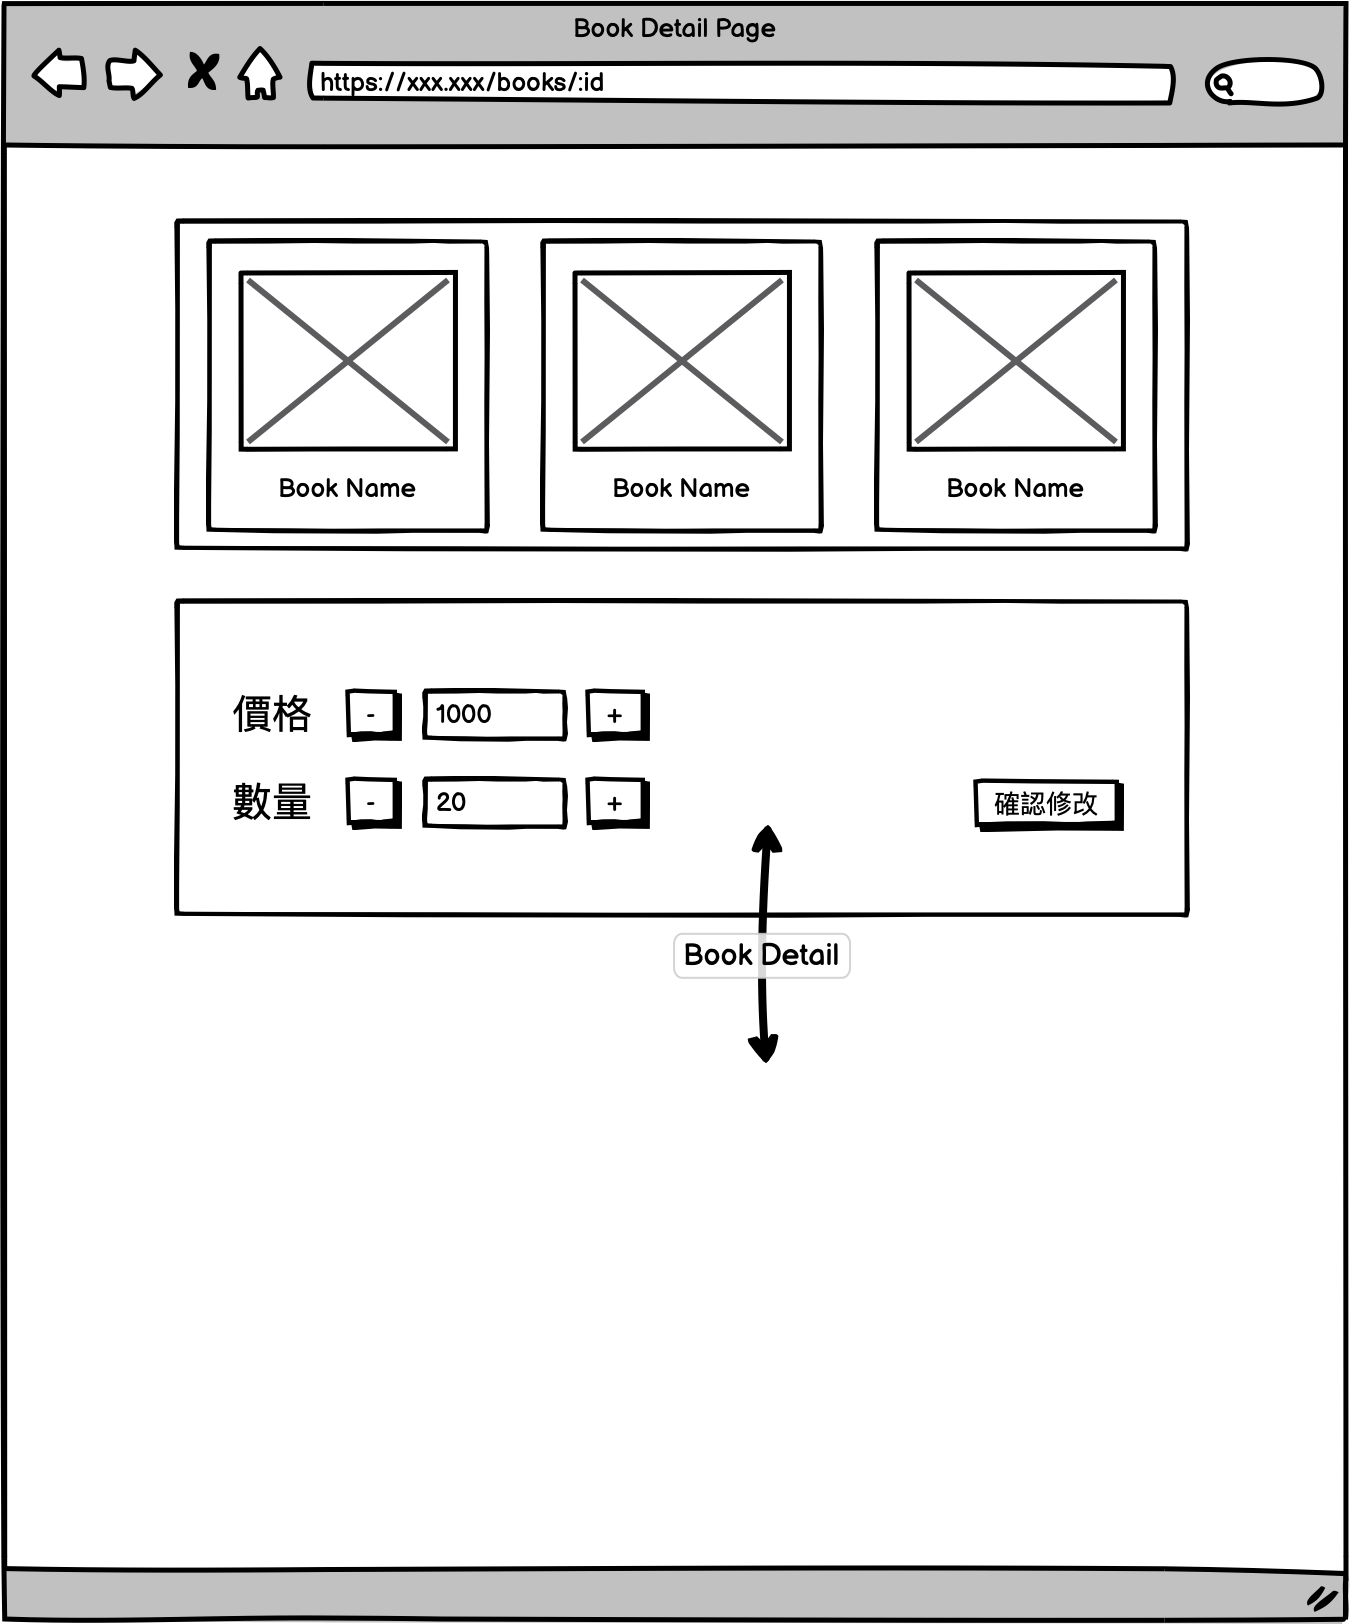 Book Detail Page
https://xxx.xxx/books/:id
Book Name Book Name Book Name
價格 - 1000 +
數量 - 20 +
確認修改
Book Detail